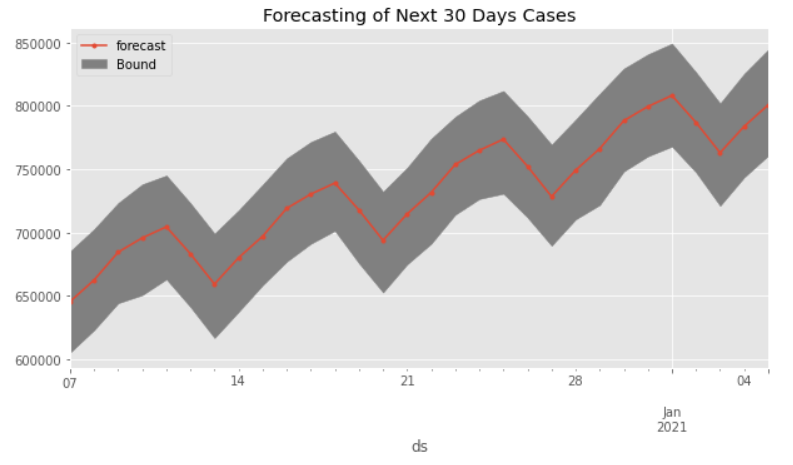 Forecasting of Next 30 Days Cases
forecast
Bound
850000
800000
750000
700000
650000
600000
07 14 21 28 04
Jan
2021
ds